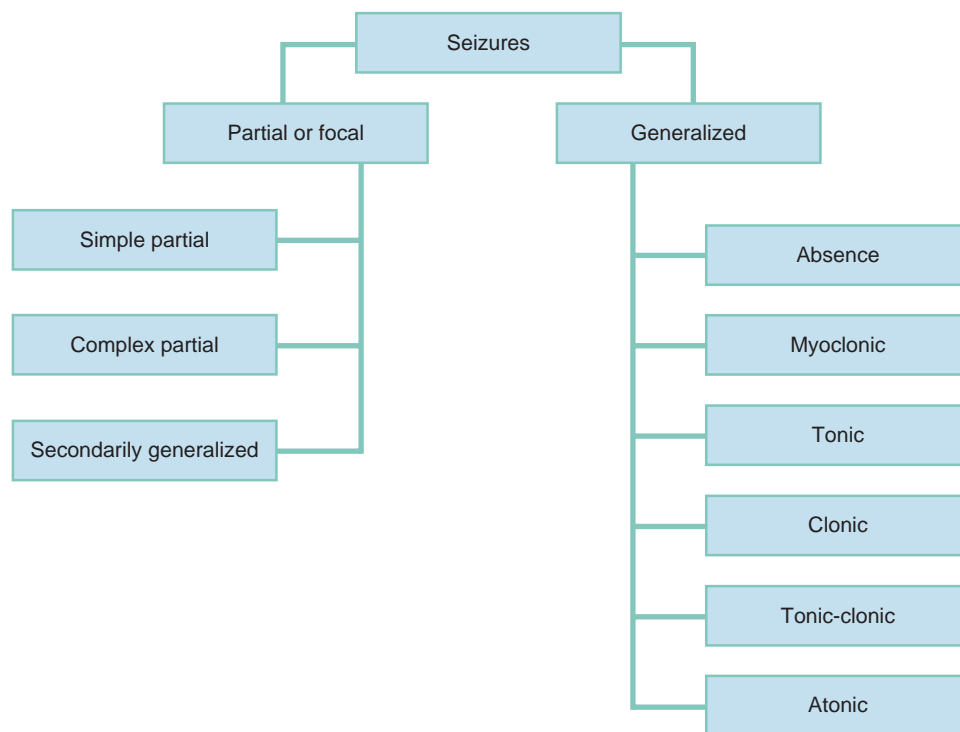 Seizures
Partial or focal
Generalized
Simple partial
Complex partial
Secondarily generalized
Absence
Myoclonic
Tonic
Clonic
Tonic-clonic
Atonic